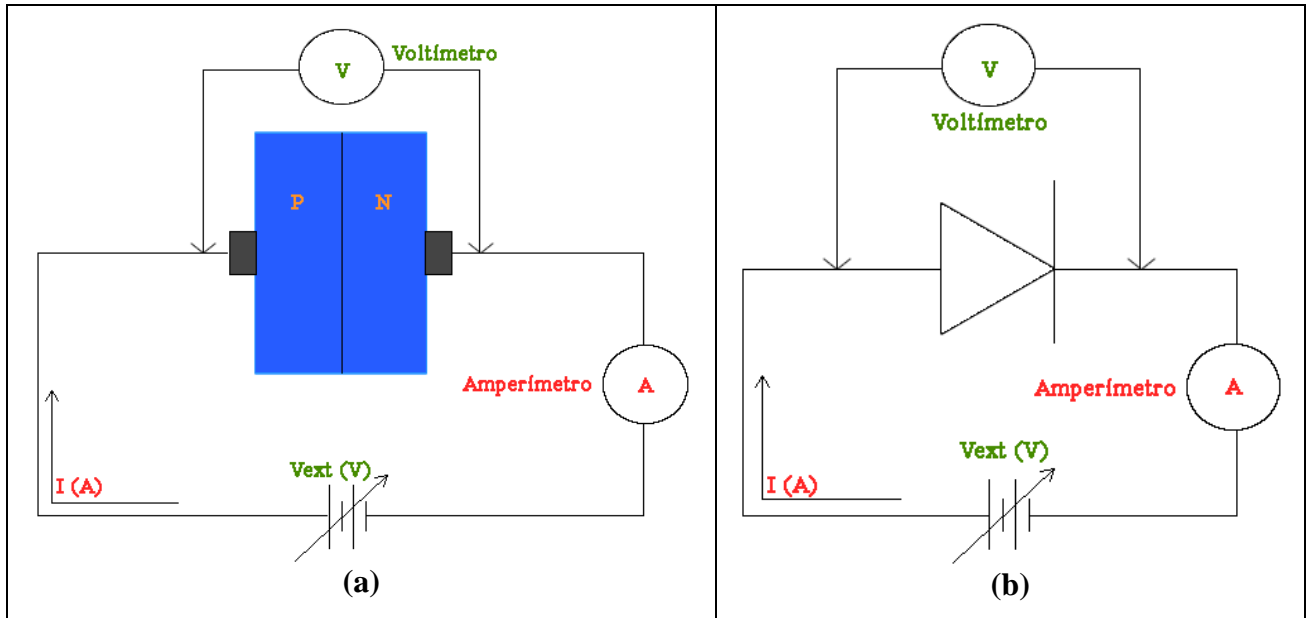 V
Voltímetro
P
N
Amperímetro
A
Vext (V)
I (A)
(a)
V
Voltímetro
Amperímetro
A
Vext (V)
I (A)
(b)